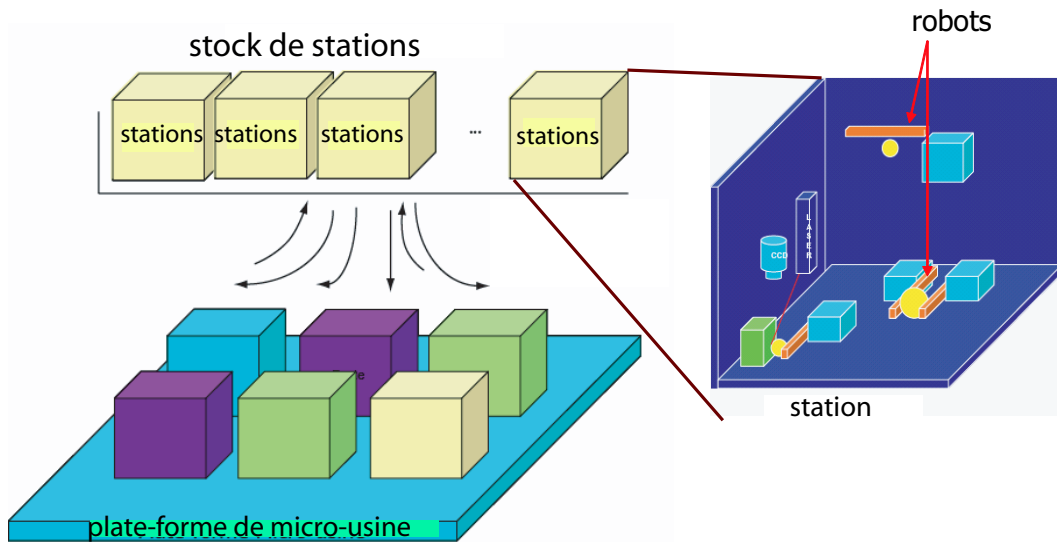 robots
stock de stations
stations
stations
stations
...
stations
LASER
CCD
station
plate-forme de micro-usine